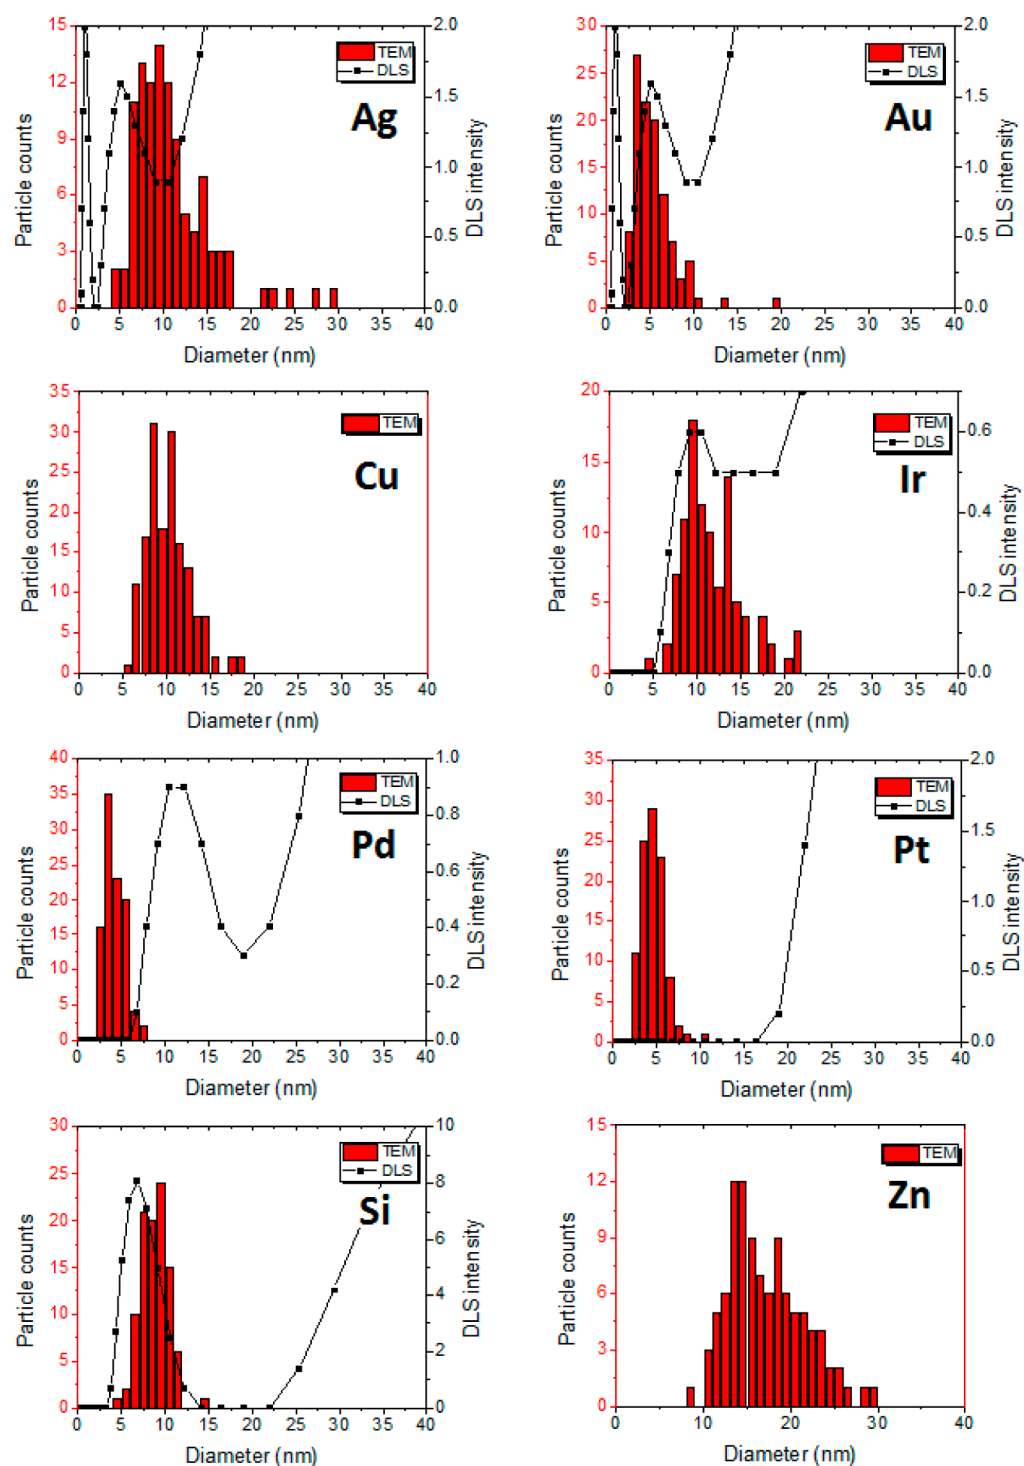 15
12
9
6
3
0
Particle counts
TEM
DLS
Ag
2.0
1.5
1.0
0.5
0.0
DLS intensity
0 5 10 15 20 25 30 35 40
Diameter (nm)
30
25
20
15
10
5
0
Particle counts
TEM
DLS
Au
2.0
1.5
1.0
0.5
0.0
DLS intensity
0 5 10 15 20 25 30 35 40
Diameter (nm)
35
30
25
20
15
10
5
0
Particle counts
TEM
Cu
0 5 10 15 20 25 30 35 40
Diameter (nm)
20
15
10
5
0
Particle counts
TEM
DLS
Ir
0.6
0.4
0.2
0.0
DLS intensity
0 5 10 15 20 25 30 35 40
Diameter (nm)
40
35
30
25
20
15
10
5
0
Particle counts
TEM
DLS
Pd
1.0
0.8
0.6
0.4
0.2
0.0
DLS intensity
0 5 10 15 20 25 30 35 40
Diameter (nm)
35
30
25
20
15
10
5
0
Particle counts
TEM
DLS
Pt
2.0
1.5
1.0
0.5
0.0
DLS intensity
0 5 10 15 20 25 30 35 40
Diameter (nm)
30
25
20
15
10
5
0
Particle counts
TEM
DLS
Si
10
8
6
4
2
0
DLS intensity
0 5 10 15 20 25 30 35 40
Diameter (nm)
15
12
9
6
3
0
Particle counts
TEM
Zn
0 10 20 30 40
Diameter (nm)